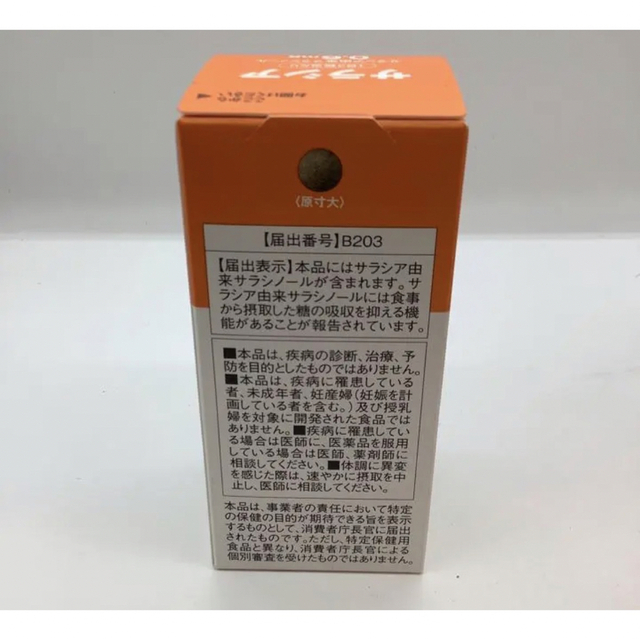 サラシア
ここから
お開けください
〈原寸大〉
【届出番号】B203
【届出表示】本品にはサラシア由
来サラシノールが含まれます。サ
ラシア由来サラシノールには食事
から摂取した糖の吸収を抑える機
能があることが報告されています。
■本品は、疾病の診断、治療、予
防を目的としたものではありません。
■本品は、疾病に罹患している
者、未成年者、妊産婦(妊娠を計
画している者を含む。)及び授乳
婦を対象に開発された食品では
ありません。■疾病に罹患してい
る場合は医師に、医薬品を服用
している場合は医師、薬剤師に
相談してください。■体調に異変
を感じた際は、速やかに摂取を中
止し、医師に相談してください。
本品は、事業者の責任において特定
の保健の目的が期待できる旨を表示
するものとして、消費者庁長官に届出
されたものです。ただし、特定保健用
食品と異なり、消費者庁長官による
個別審査を受けたものではありません。